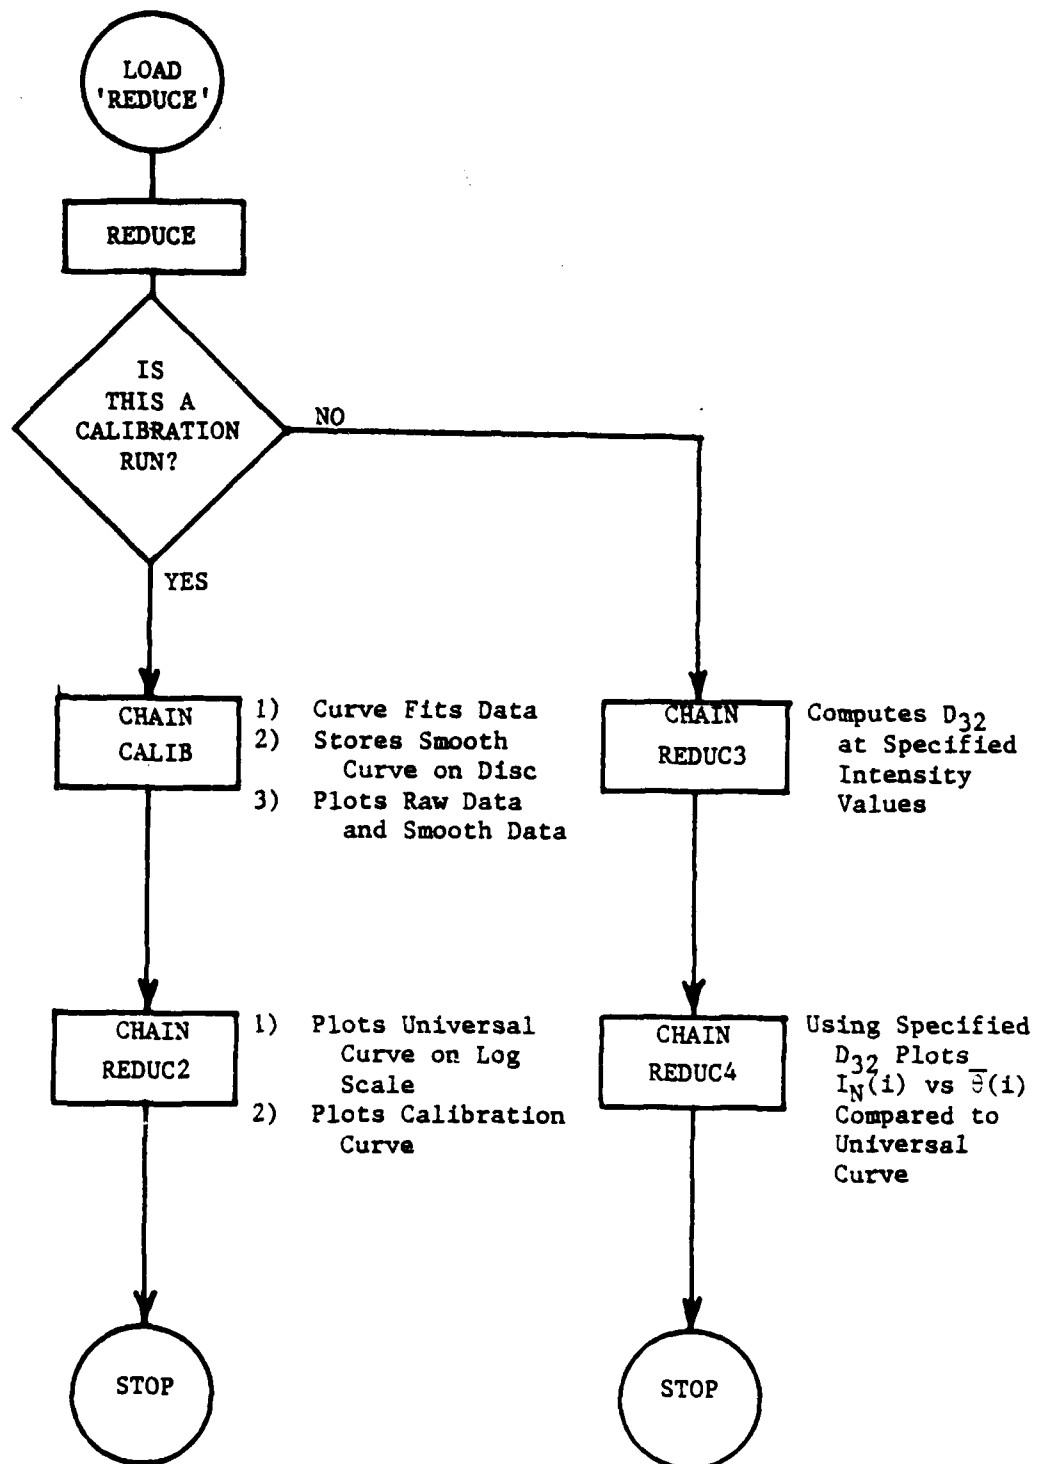 LOAD
'REDUCE'
REDUCE
IS
THIS A
CALIBRATION
RUN?
NO
YES
CHAIN
CALIB
1) Curve Fits Data
2) Stores Smooth
Curve on Disc
3) Plots Raw Data
and Smooth Data
CHAIN
REDUC3
Computes D32
at Specified
Intensity
Values
CHAIN
REDUC2
1) Plots Universal
Curve on Log
Scale
2) Plots Calibration
Curve
CHAIN
REDUC4
Using Specified
D32 Plots
IN(i) vs θ̅(i)
Compared to
Universal
Curve
STOP
STOP